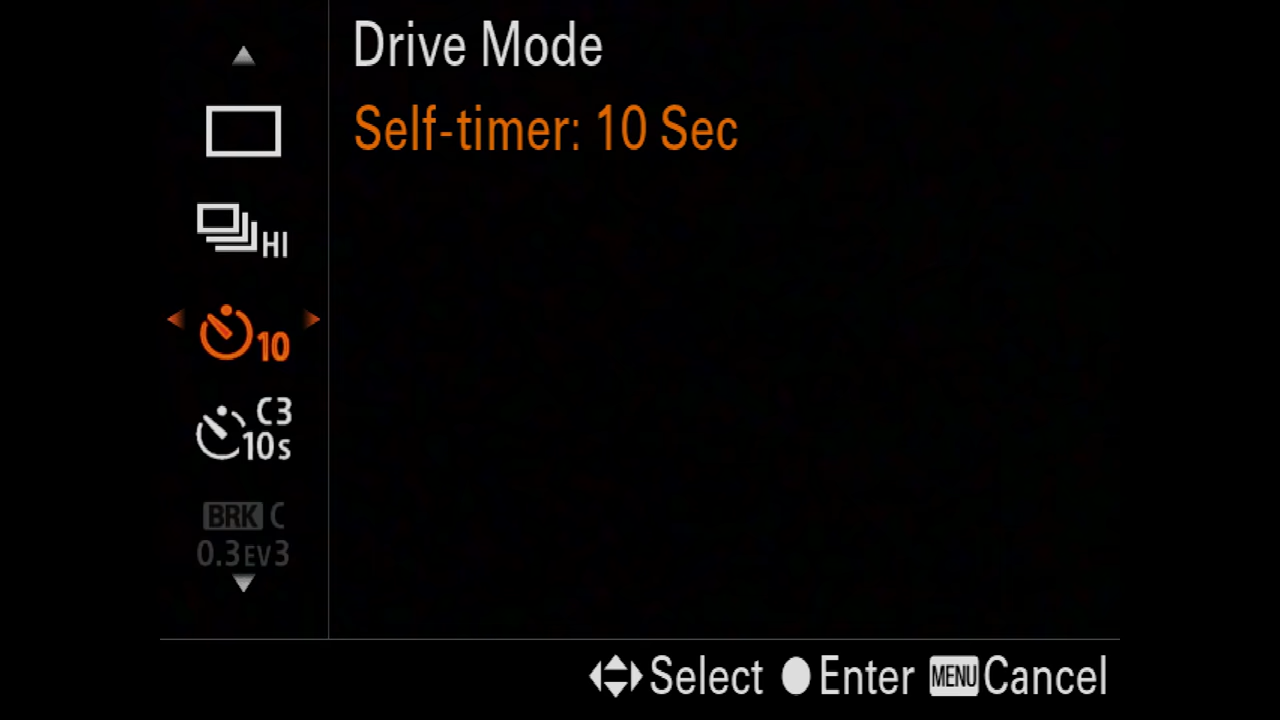 Drive Mode
Self-timer: 10 Sec
HI
10
C3
10s
BRK C
0.3EV3
Select Enter MENU Cancel